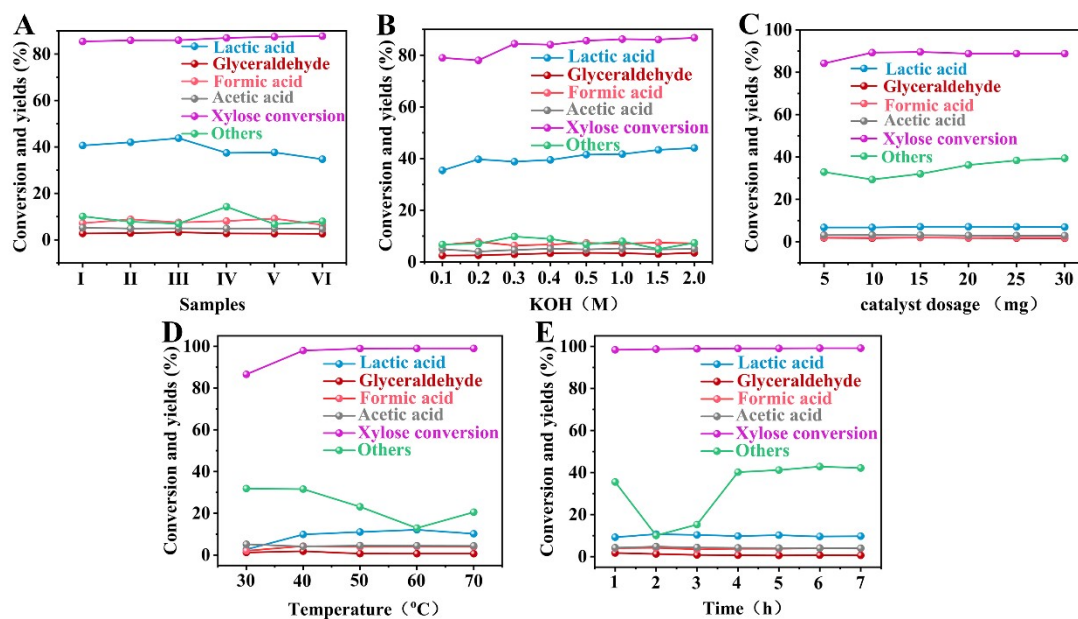 A
Conversion and yields (%)
80
60
40
20
0
Lactic acid
Glyceraldehyde
Formic acid
Acetic acid
Xylose conversion
Others
I II III IV V VI
Samples
B
Conversion and yields (%)
100
80
60
40
20
0
Lactic acid
Glyceraldehyde
Formic acid
Acetic acid
Xylose conversion
Others
0.1 0.2 0.3 0.4 0.5 1.0 1.5 2.0
KOH（M）
C
Conversion and yields (%)
100
80
60
40
20
0
Lactic acid
Glyceraldehyde
Formic acid
Acetic acid
Xylose conversion
Others
5 10 15 20 25 30
catalyst dosage （mg）
D
Conversion and yields (%)
100
80
60
40
20
0
Lactic acid
Glyceraldehyde
Formic acid
Acetic acid
Xylose conversion
Others
30 40 50 60 70
Temperature（°C）
E
Conversion and yields (%)
100
80
60
40
20
0
Lactic acid
Glyceraldehyde
Formic acid
Acetic acid
Xylose conversion
Others
1 2 3 4 5 6 7
Time（h）